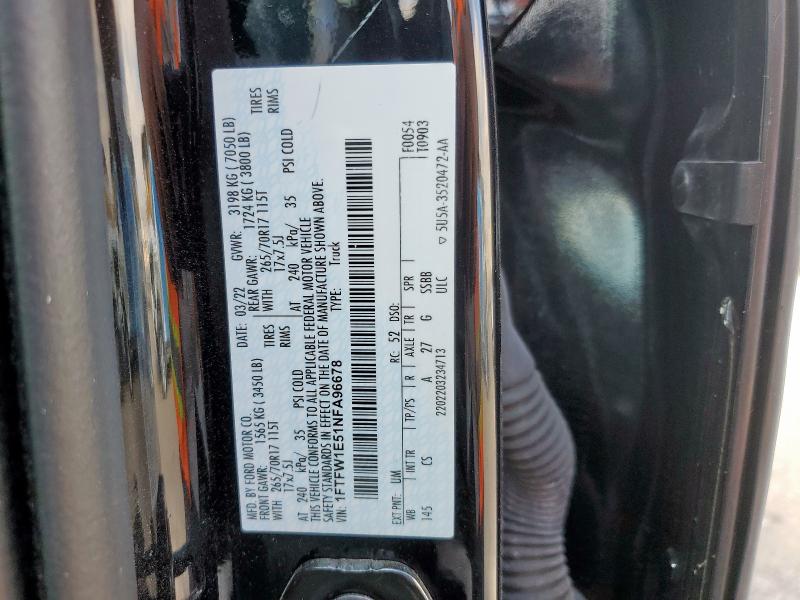 MFD. BY FORD MOTOR CO.
DATE: 03/22 GVWR: 3198 KG ( 7050 LB)
FRONT GAWR: 1565 KG ( 3450 LB) REAR GAWR: 1724 KG ( 3800 LB)
WITH 265/70R17 115T TIRES WITH 265/70R17 115T TIRES
17x7.5J RIMS 17x7.5J RIMS
AT 240 kPa/ 35 PSI COLD AT 240 kPa/ 35 PSI COLD
THIS VEHICLE CONFORMS TO ALL APPLICABLE FEDERAL MOTOR VEHICLE
SAFETY STANDARDS IN EFFECT ON THE DATE OF MANUFACTURE SHOWN ABOVE.
VIN: 1FTFW1E51NFA96678 TYPE: Truck
EXT PNT: UM RC: 52 DSO: F0054
WB INT TR TP/PS R AXLE TR SPR T0903
145 CS A 27 G SSBB
2202203234713 ULC ▽ 5U5A-3520472-AA